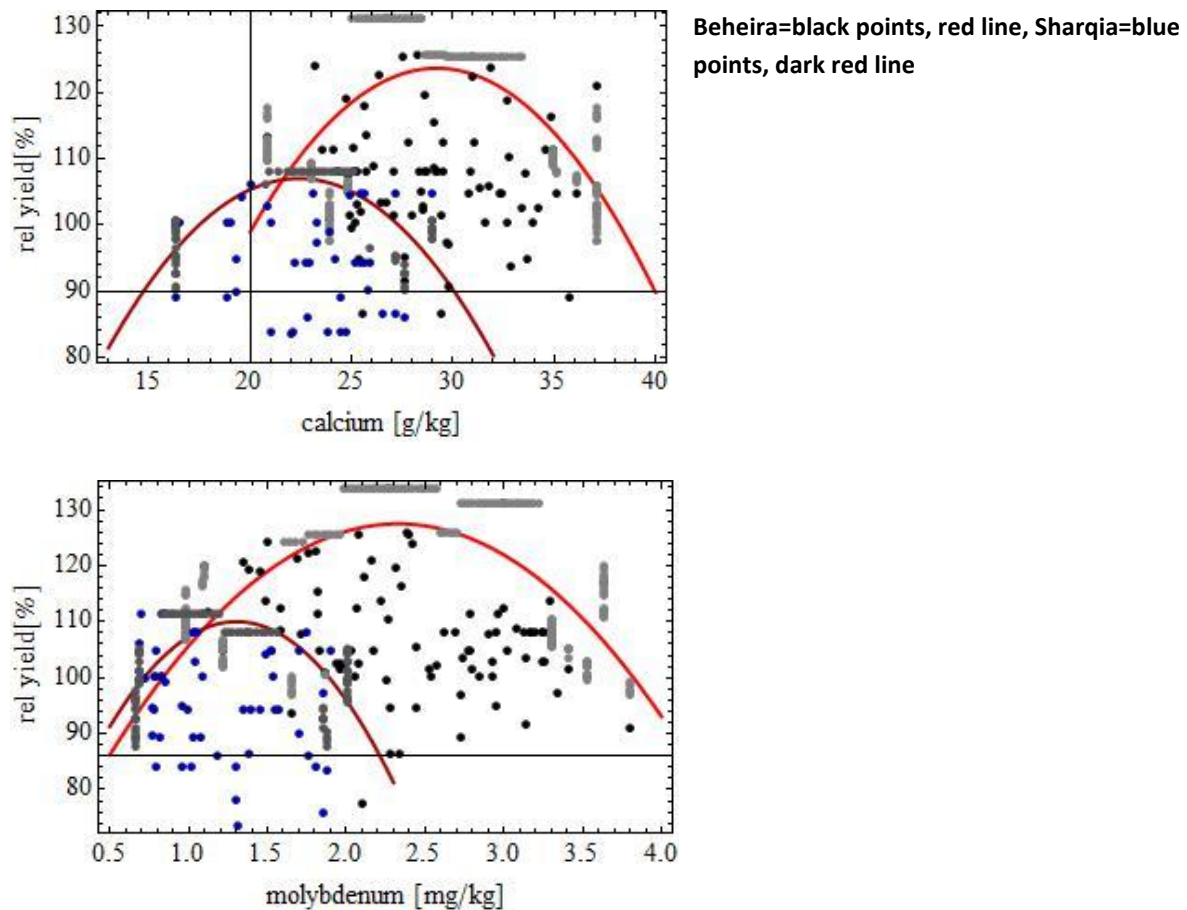 Beheira=black points, red line, Sharqia=blue
points, dark red line
130
120
110
100
90
80
rel yield[%]
15 20 25 30 35 40
calcium [g/kg]
130
120
110
100
90
80
rel yield[%]
0.5 1.0 1.5 2.0 2.5 3.0 3.5 4.0
molybdenum [mg/kg]